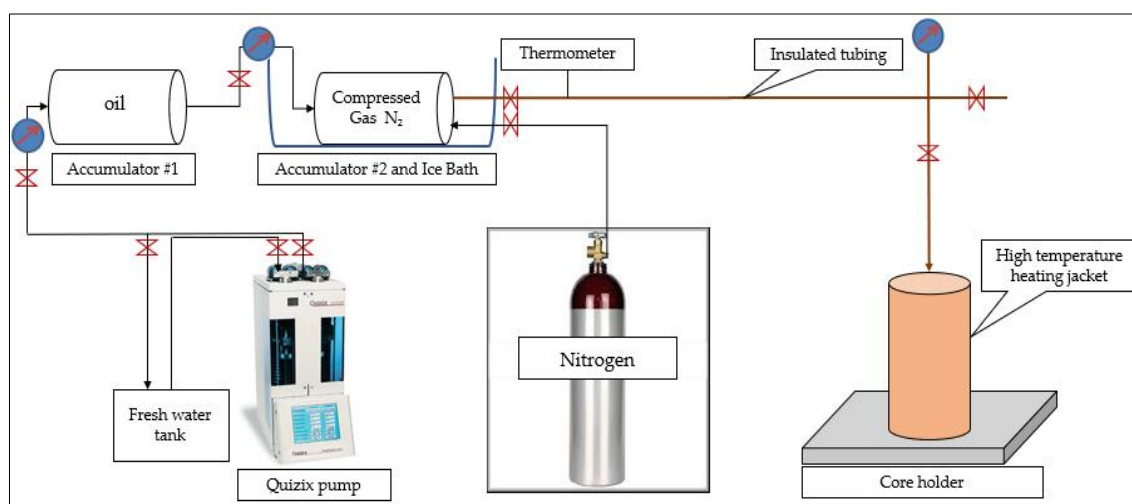 Thermometer
Insulated tubing
oil
Compressed
Gas N₂
Accumulator #1
Accumulator #2 and Ice Bath
High temperature
heating jacket
Nitrogen
Fresh water
tank
Quizix pump
Core holder